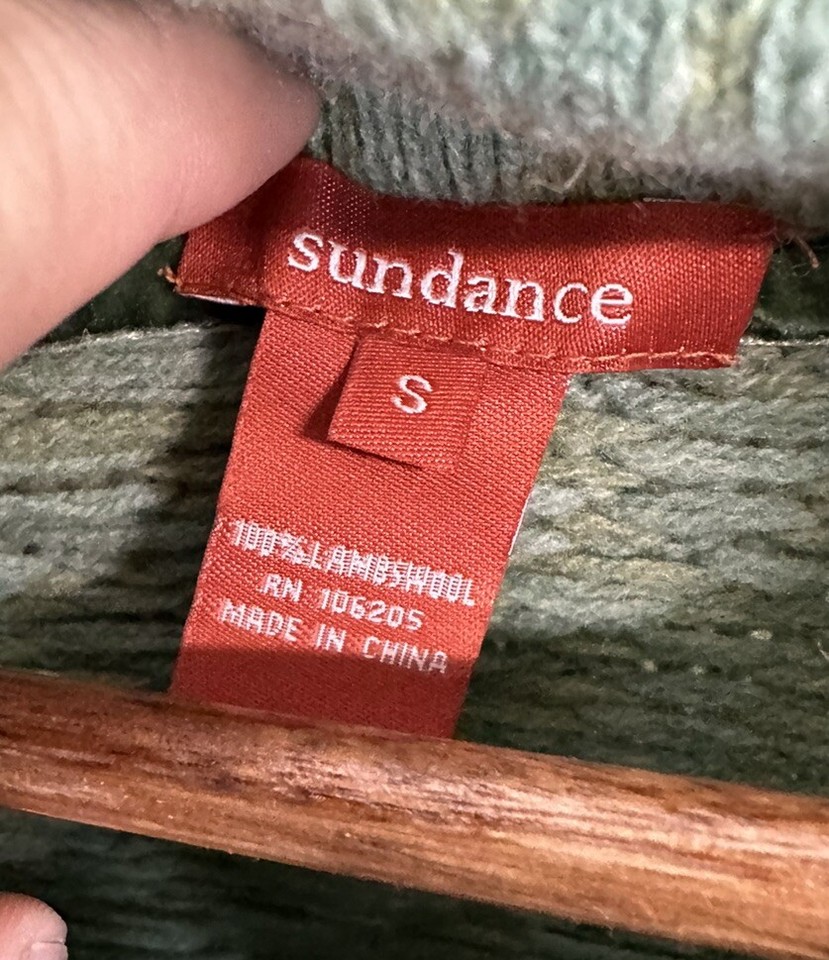 sundance
S
100% LAMBSWOOL
RN 106205
MADE IN CHINA